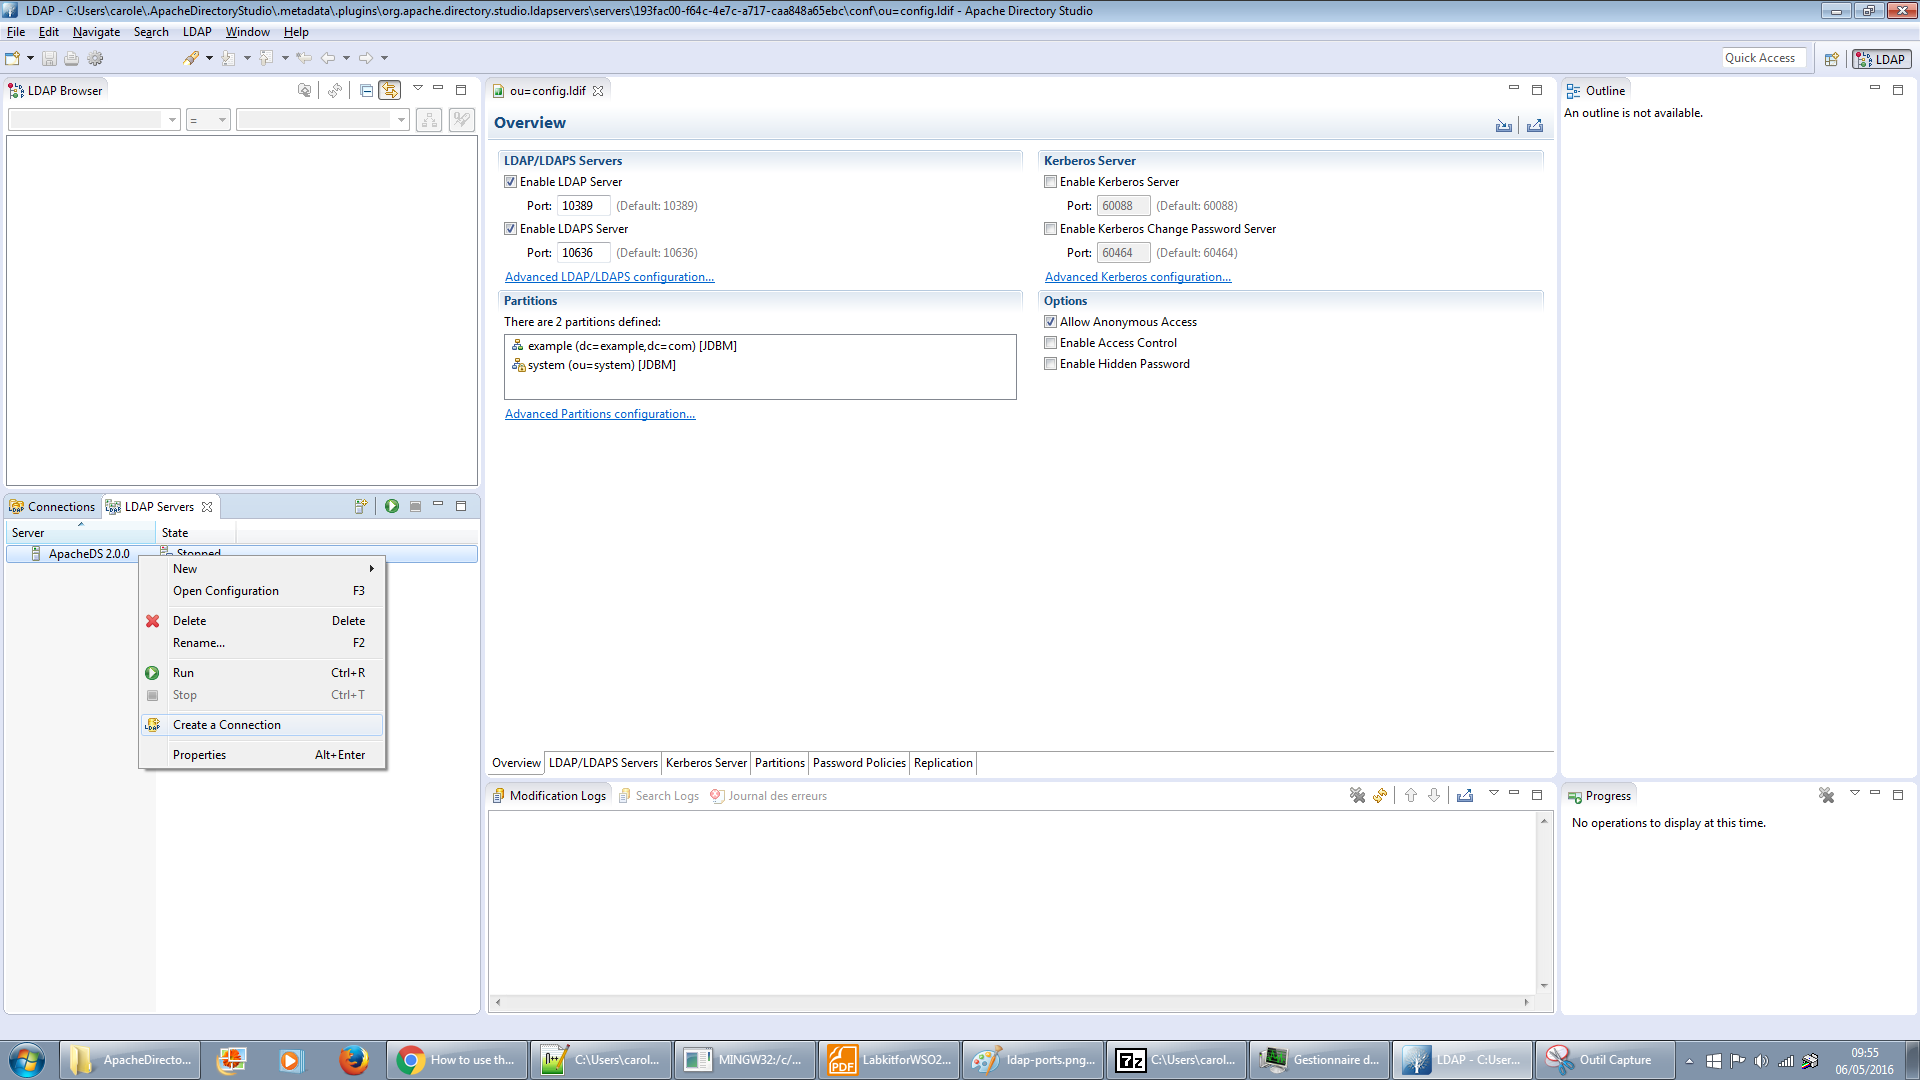 LDAP - C:\Users\carole\.ApacheDirectoryStudio\.metadata\.plugins\org.apache.directory.studio.ldapservers\servers\193fac00-f64c-4e7c-a717-caa848a65ebc\conf\ou=config.ldif - Apache Directory Studio
File Edit Navigate Search LDAP Window Help
Quick Access
LDAP
LDAP Browser
=
ou=config.ldif
Overview
LDAP/LDAPS Servers
Enable LDAP Server
Port: 10389 (Default: 10389)
Enable LDAPS Server
Port: 10636 (Default: 10636)
Advanced LDAP/LDAPS configuration...
Partitions
There are 2 partitions defined:
example (dc=example,dc=com) [JDBM]
system (ou=system) [JDBM]
Advanced Partitions configuration...
Kerberos Server
Enable Kerberos Server
Port: 60088 (Default: 60088)
Enable Kerberos Change Password Server
Port: 60464 (Default: 60464)
Advanced Kerberos configuration...
Options
Allow Anonymous Access
Enable Access Control
Enable Hidden Password
Overview LDAP/LDAPS Servers Kerberos Server Partitions Password Policies Replication
Outline
An outline is not available.
Connections LDAP Servers
Server State
ApacheDS 2.0.0 Stopped
New
Open Configuration F3
Delete Delete
Rename... F2
Run Ctrl+R
Stop Ctrl+T
Create a Connection
Properties Alt+Enter
Modification Logs Search Logs Journal des erreurs
Progress
No operations to display at this time.
ApacheDirecto... How to use th... C:\Users\carol... MINGW32:/c/... LabkitforWSO2... ldap-ports.png... C:\Users\carol... Gestionnaire d... LDAP - C:User... Outil Capture
09:55
06/05/2016